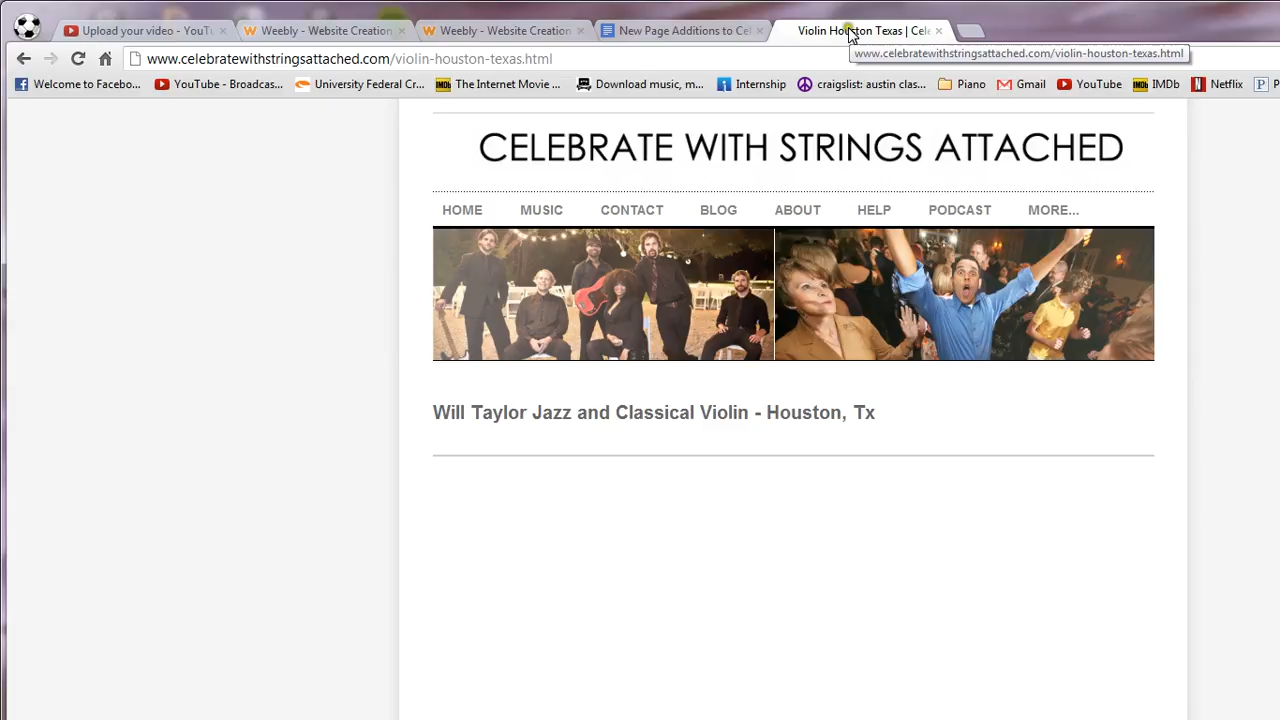 Upload your video - YouTu
Weebly - Website Creation
Weebly - Website Creation
New Page Additions to Cel
Violin Houston Texas | Cele
www.celebratewithstringsattached.com/violin-houston-texas.html
www.celebratewithstringsattached.com/violin-houston-texas.html
Welcome to Facebo...
YouTube - Broadcas...
University Federal Cr...
The Internet Movie ...
Download music, m...
Internship
craigslist: austin clas...
Piano
Gmail
YouTube
IMDb
Netflix
CELEBRATE WITH STRINGS ATTACHED
HOME
MUSIC
CONTACT
BLOG
ABOUT
HELP
PODCAST
MORE...
Will Taylor Jazz and Classical Violin - Houston, Tx